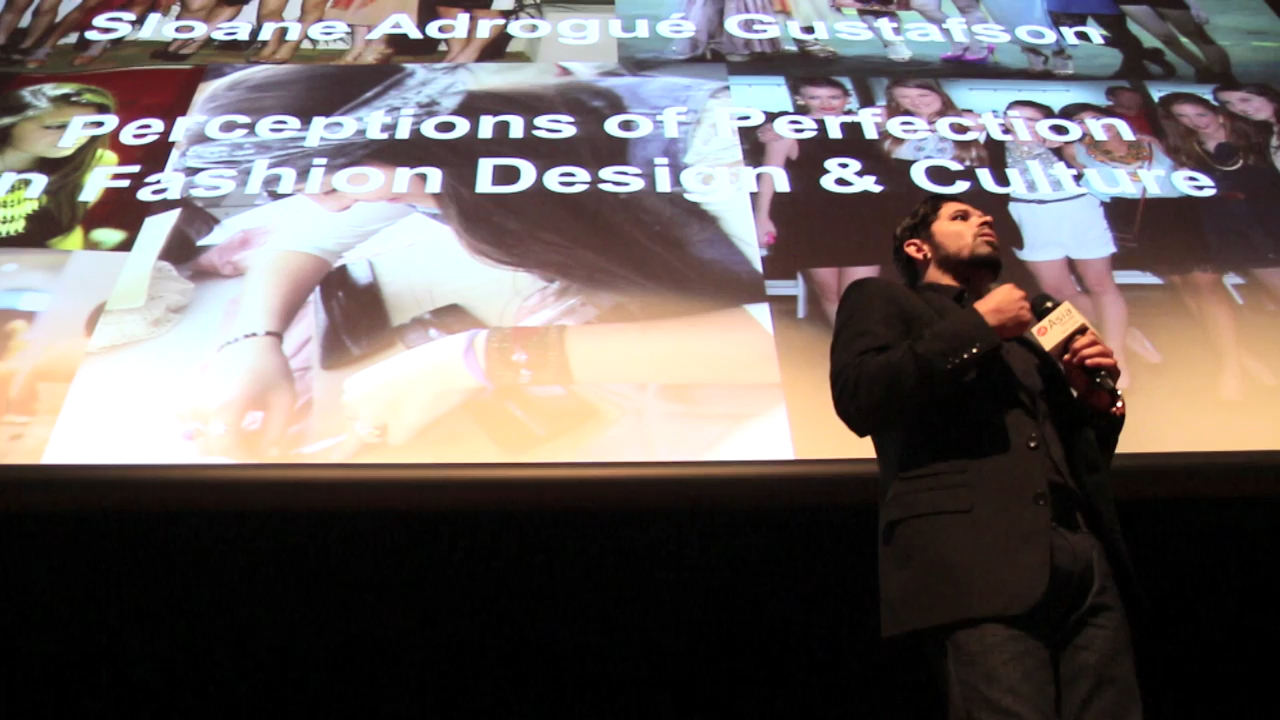 Sloane Adrogué Gustafson
Perceptions of Perfection
n Fashion Design & Culture
Asia